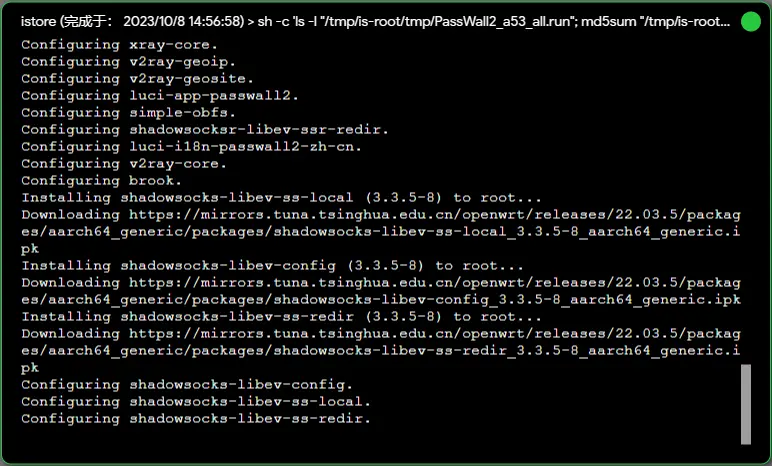 istore (完成于： 2023/10/8 14:56:58) > sh -c 'ls -l "/tmp/is-root/tmp/PassWall2_a53_all.run"; md5sum "/tmp/is-root...
Configuring xray-core.
Configuring v2ray-geoip.
Configuring v2ray-geosite.
Configuring luci-app-passwall2.
Configuring simple-obfs.
Configuring shadowsocksr-libev-ssr-redir.
Configuring luci-i18n-passwall2-zh-cn.
Configuring v2ray-core.
Configuring brook.
Installing shadowsocks-libev-ss-local (3.3.5-8) to root...
Downloading https://mirrors.tuna.tsinghua.edu.cn/openwrt/releases/22.03.5/packag
es/aarch64_generic/packages/shadowsocks-libev-ss-local_3.3.5-8_aarch64_generic.i
pk
Installing shadowsocks-libev-config (3.3.5-8) to root...
Downloading https://mirrors.tuna.tsinghua.edu.cn/openwrt/releases/22.03.5/packag
es/aarch64_generic/packages/shadowsocks-libev-config_3.3.5-8_aarch64_generic.ipk
Installing shadowsocks-libev-ss-redir (3.3.5-8) to root...
Downloading https://mirrors.tuna.tsinghua.edu.cn/openwrt/releases/22.03.5/packag
es/aarch64_generic/packages/shadowsocks-libev-ss-redir_3.3.5-8_aarch64_generic.i
pk
Configuring shadowsocks-libev-config.
Configuring shadowsocks-libev-ss-local.
Configuring shadowsocks-libev-ss-redir.